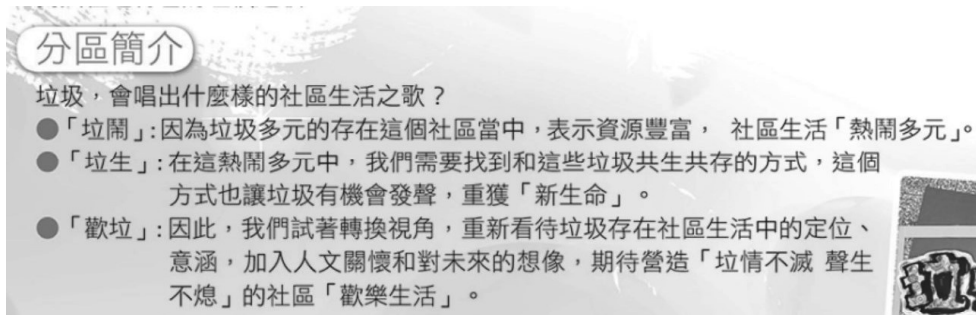 分區簡介
垃圾，會唱出什麼樣的社區生活之歌？
●「垃鬧」：因為垃圾多元的存在這個社區當中，表示資源豐富， 社區生活「熱鬧多元」。
●「垃生」：在這熱鬧多元中，我們需要找到和這些垃圾共生共存的方式，這個
方式也讓垃圾有機會發聲，重獲「新生命」。
●「歡垃」：因此，我們試著轉換視角，重新看待垃圾存在社區生活中的定位、
意涵，加入人文關懷和對未來的想像，期待營造「垃情不滅 聲生
不熄」的社區「歡樂生活」。